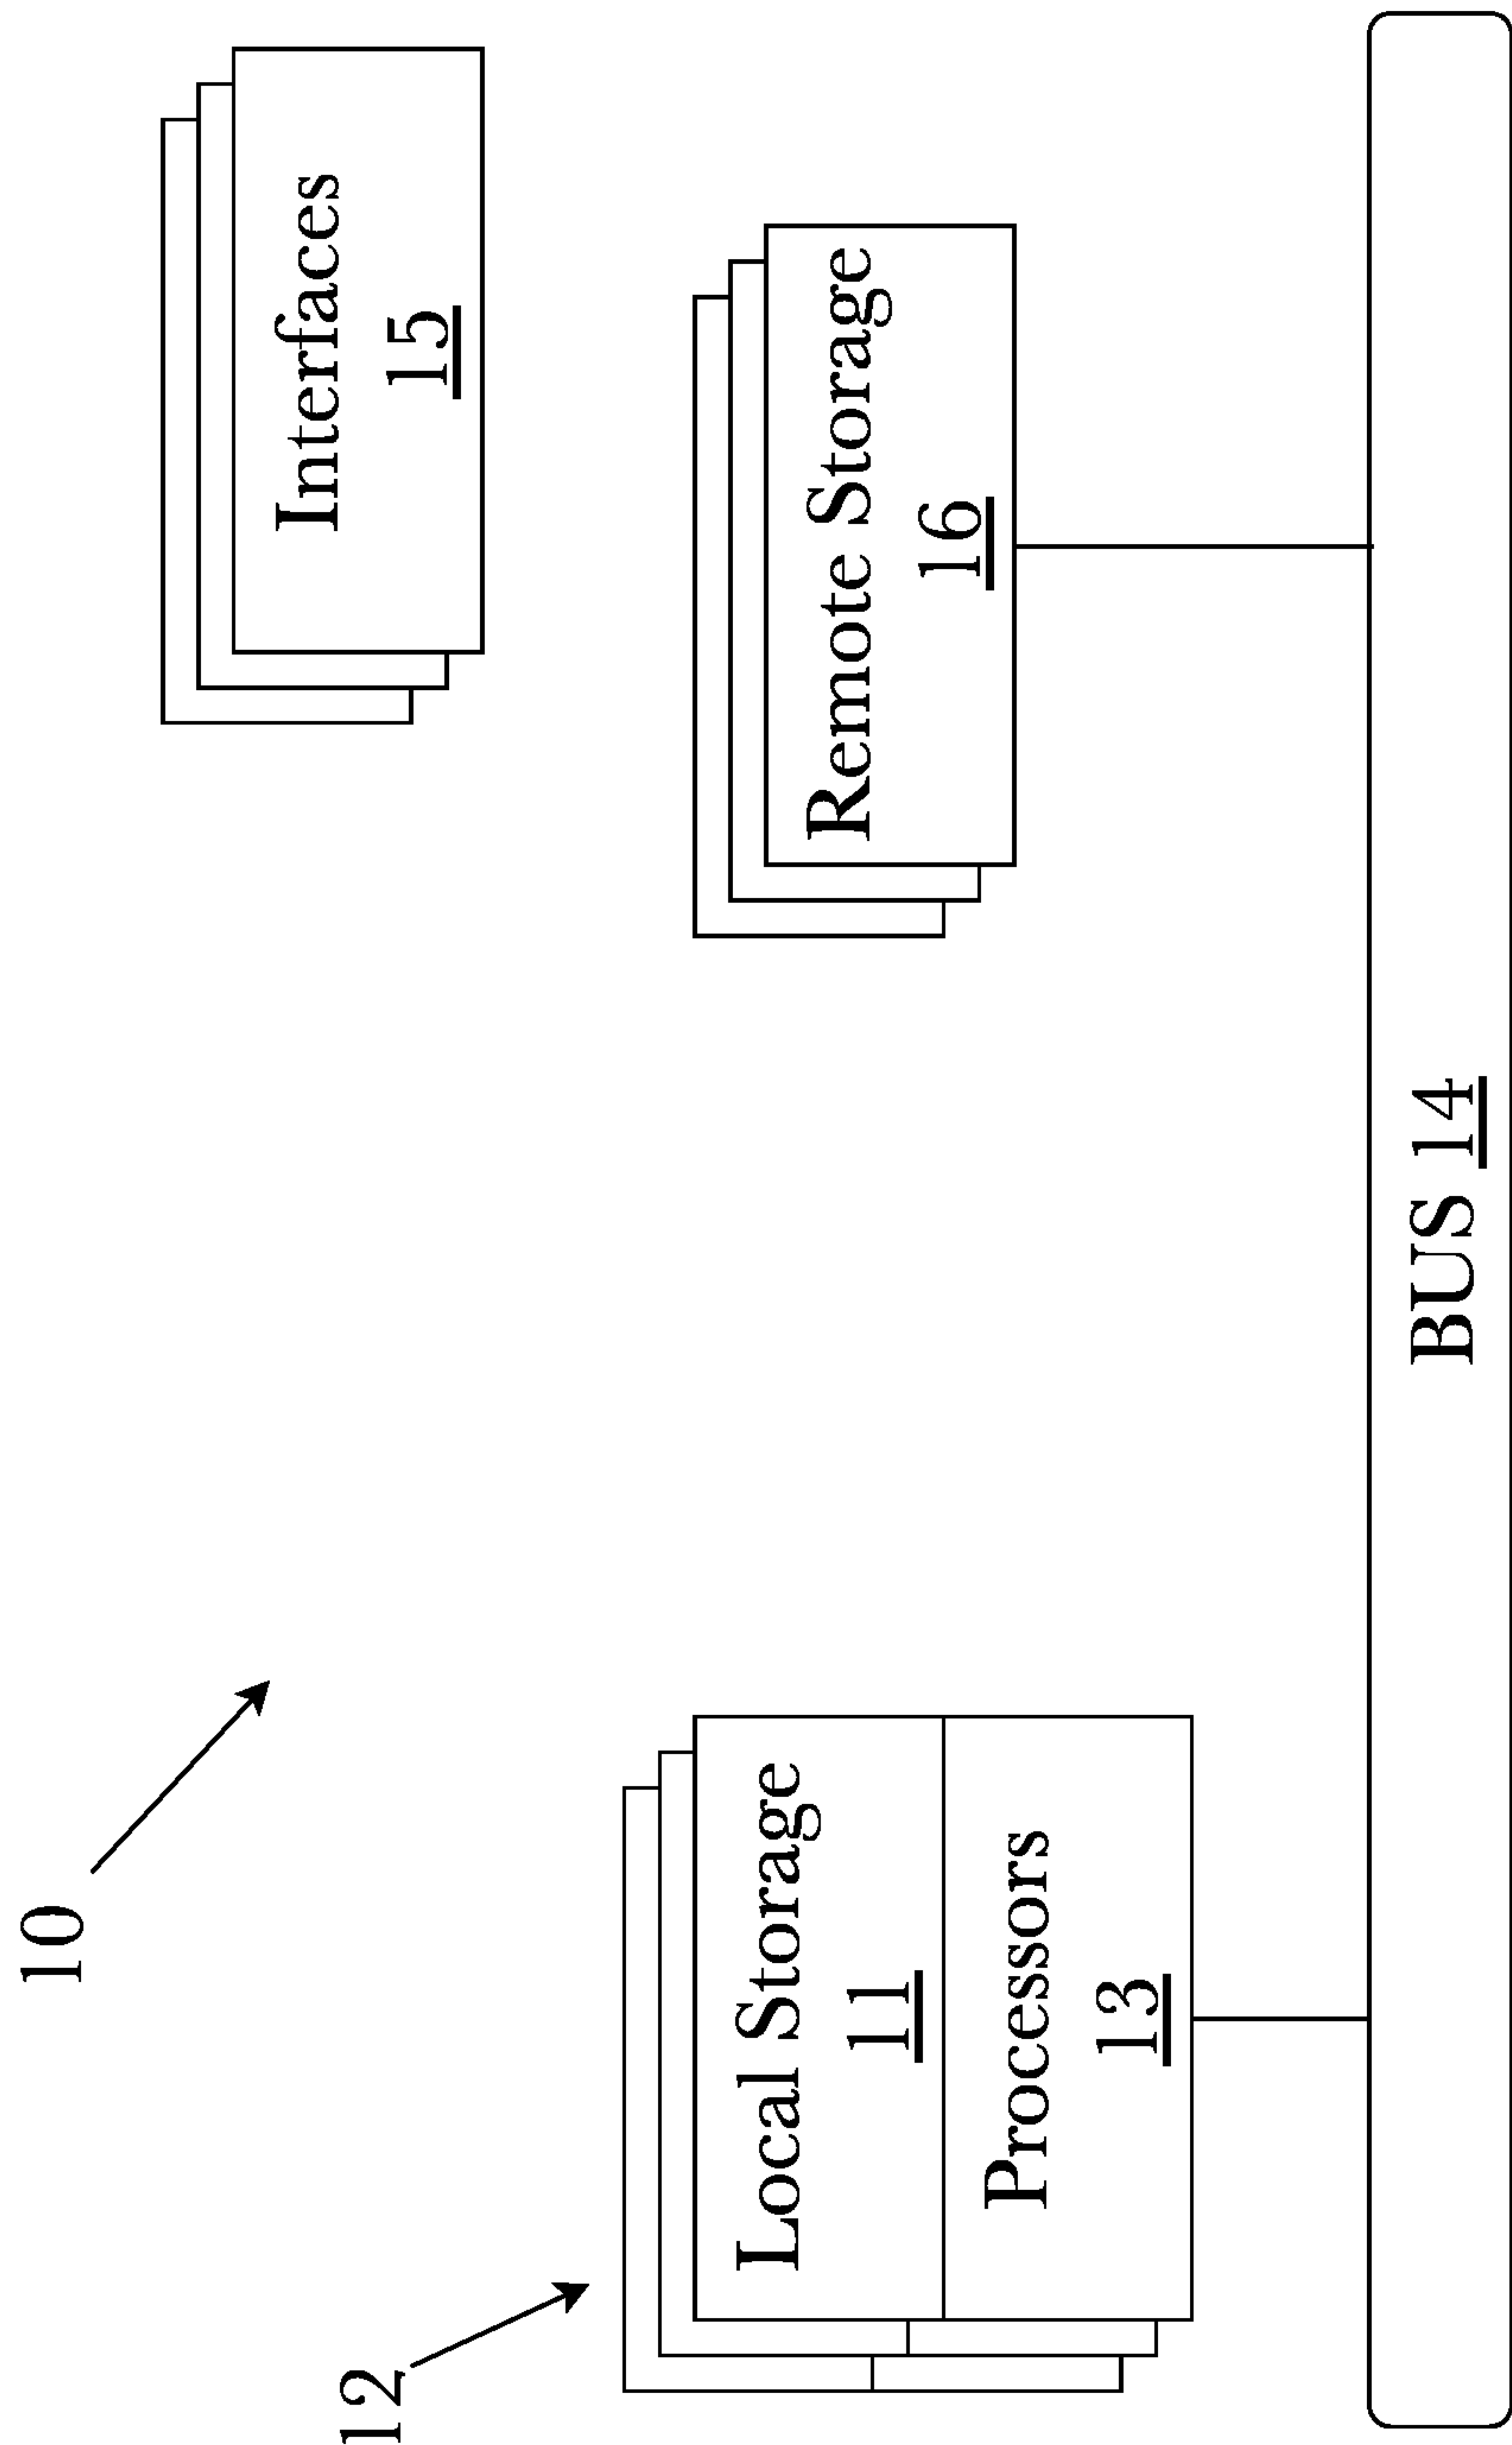 10
12
Interfaces
15
Local Storage
11
Remote Storage
16
Processors
13
BUS 14